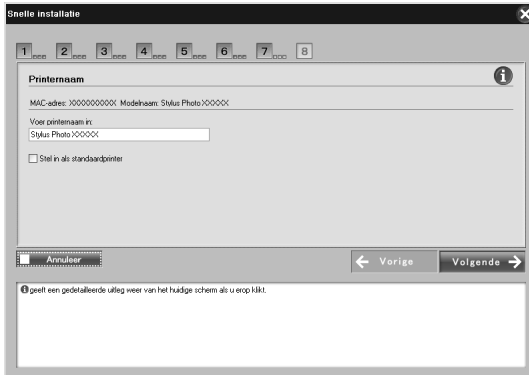 Snelle installatie
1 2 3 4 5 6 7 8
Printernaam
MAC-adres: XXXXXXXXXX Modelnaam: Stylus Photo XXXXX
Voer printernaam in:
Stylus Photo XXXXX
Stel in als standaardprinter
Annuleer
Vorige
Volgende
i geeft een gedetailleerde uitleg weer van het huidige scherm als u erop klikt.